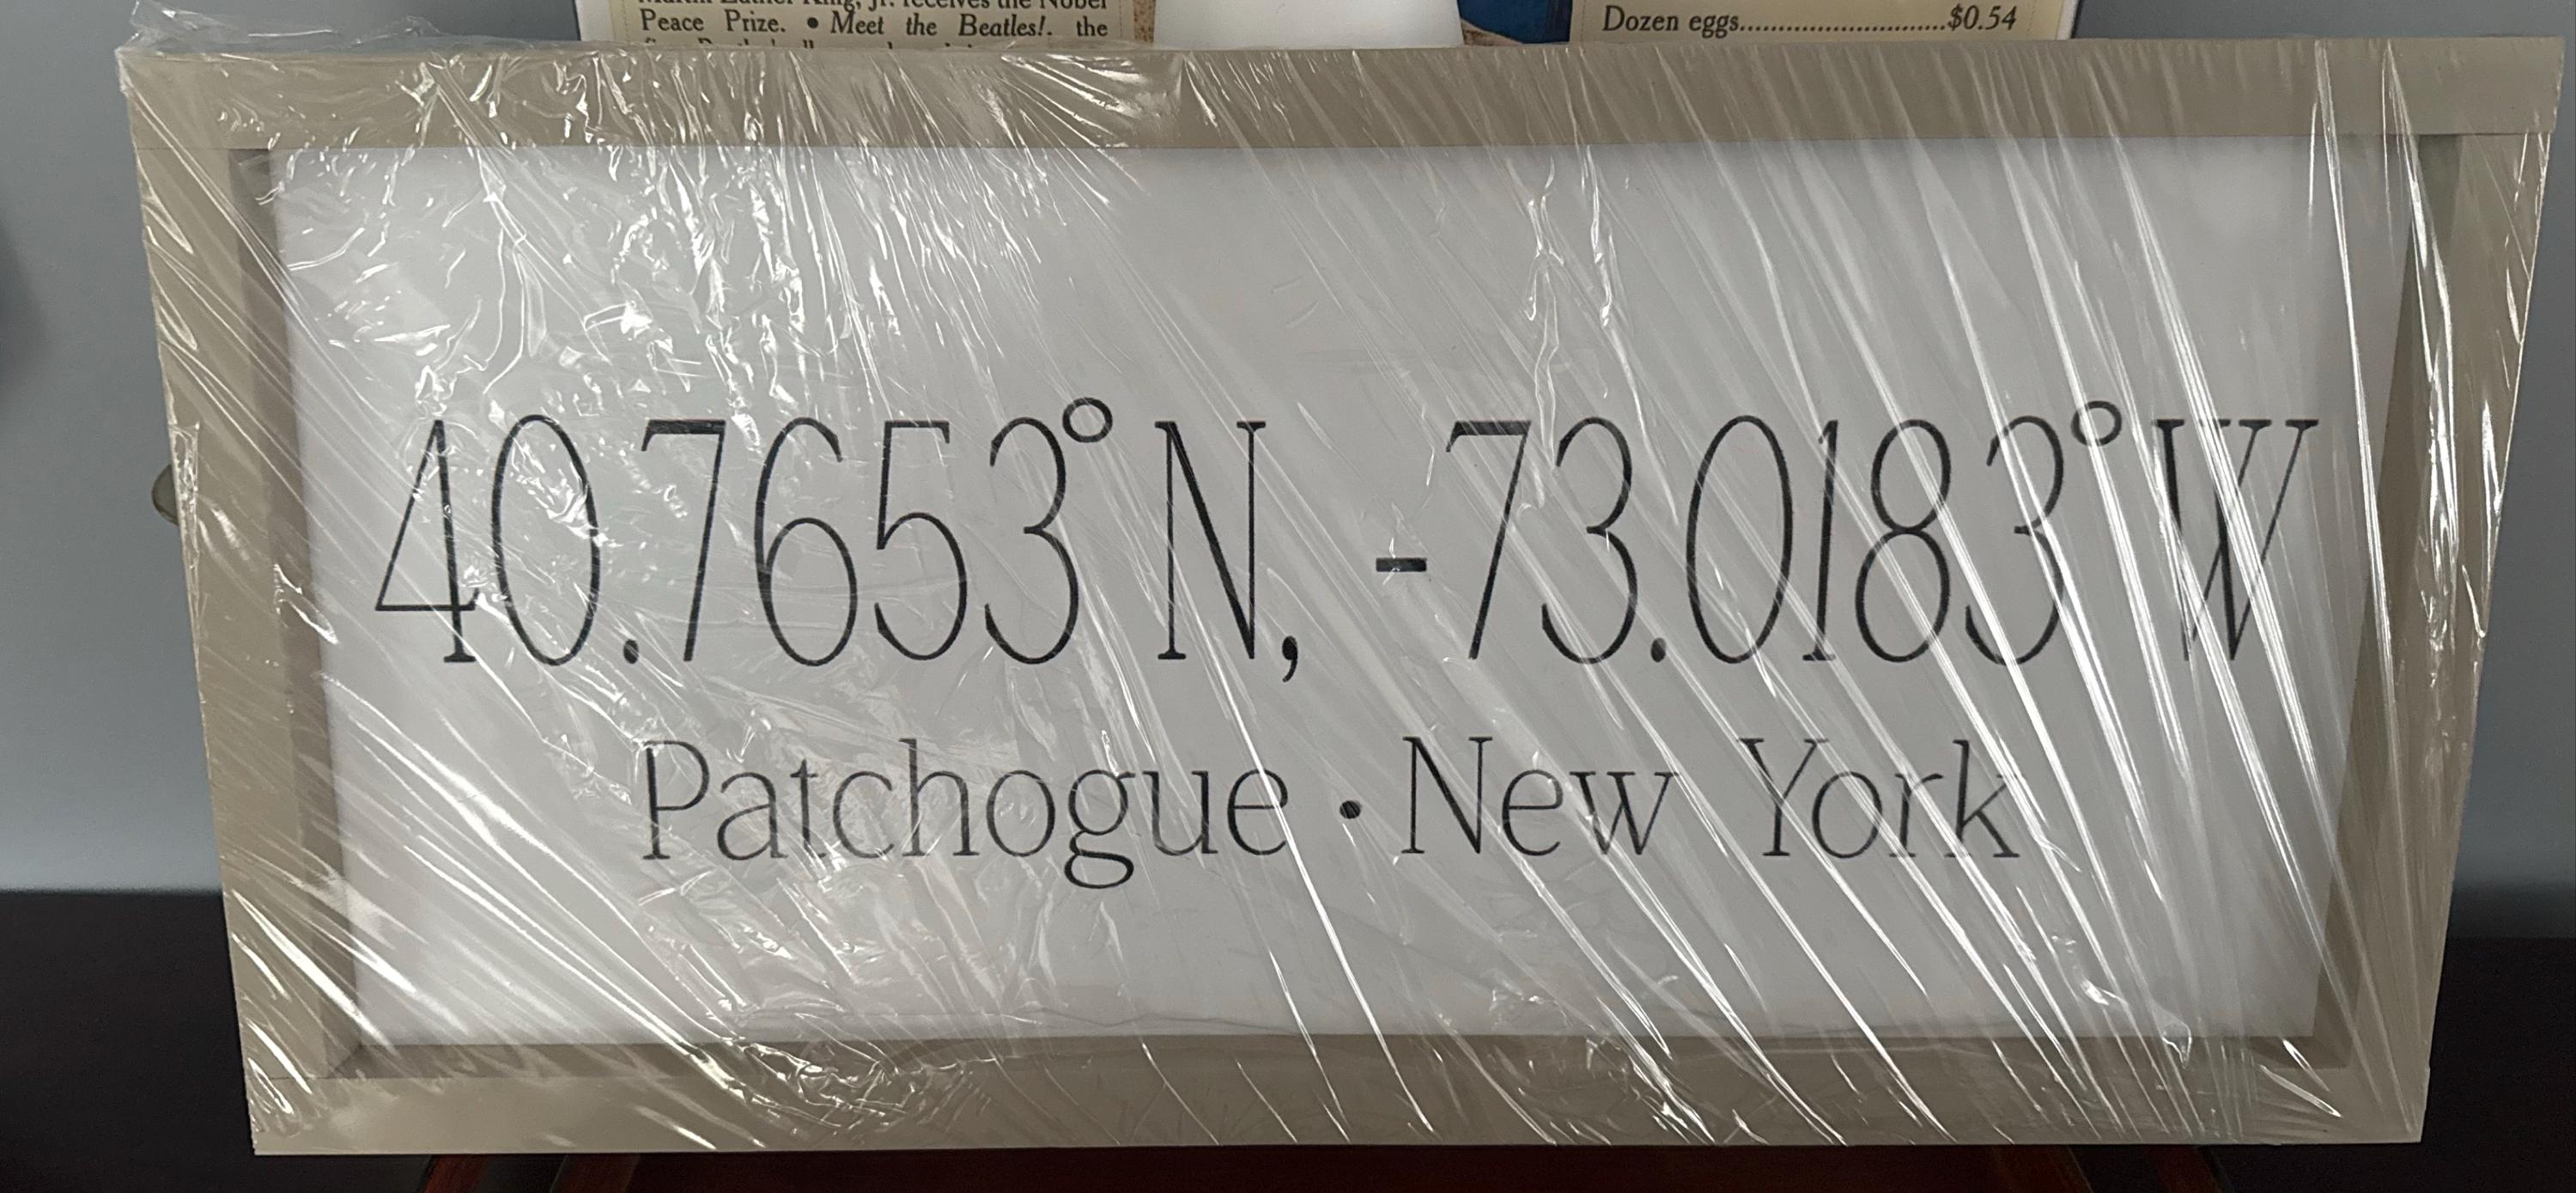 Peace Prize. • Meet the Beatles!. the
Dozen eggs..............................$0.54
40.7653° N, -73.0183° W
Patchogue • New York